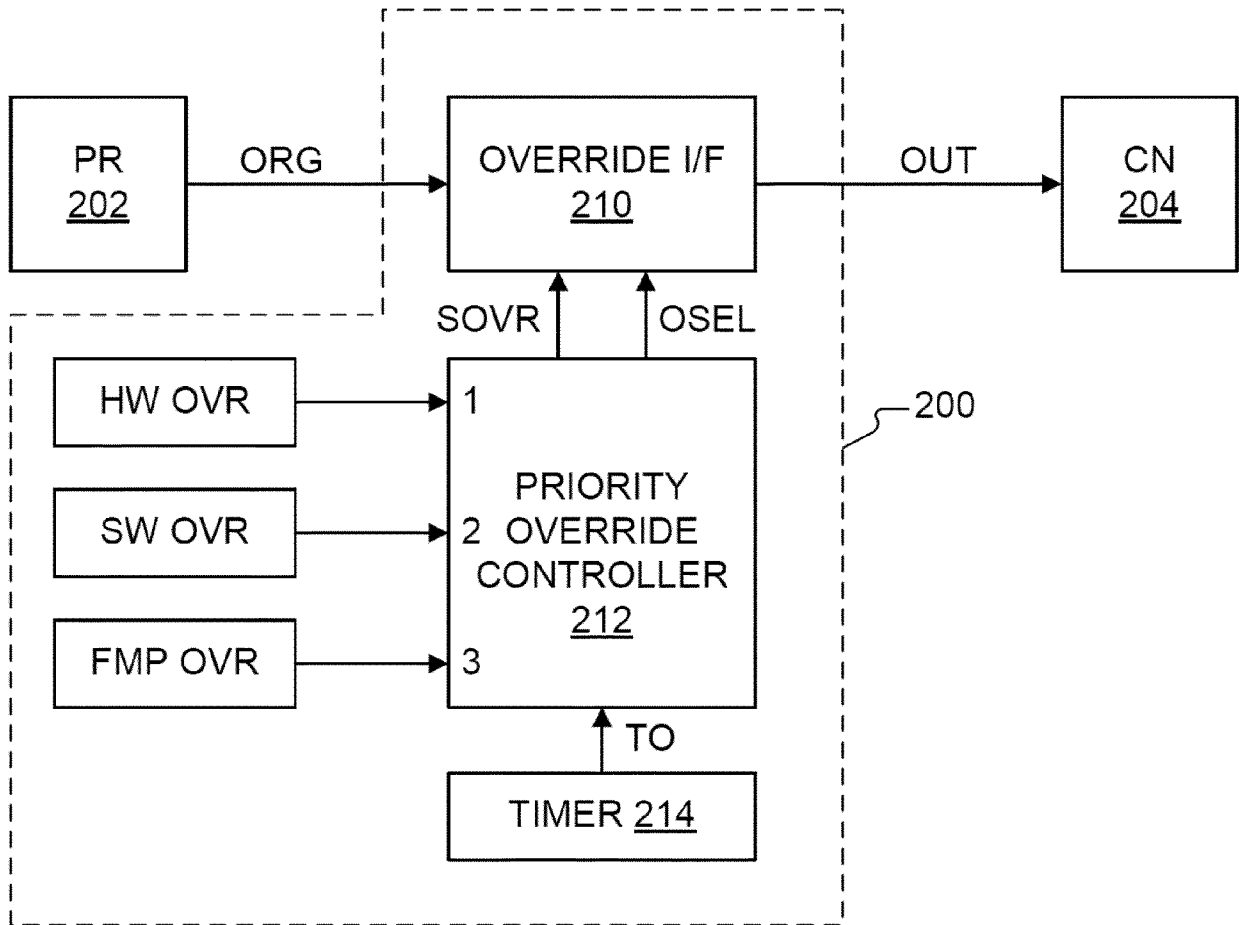 PR
202
ORG
OVERRIDE I/F
210
OUT
CN
204
SOVR
OSEL
HW OVR
1
200
SW OVR
2
PRIORITY
OVERRIDE
CONTROLLER
212
FMP OVR
3
TO
TIMER 214